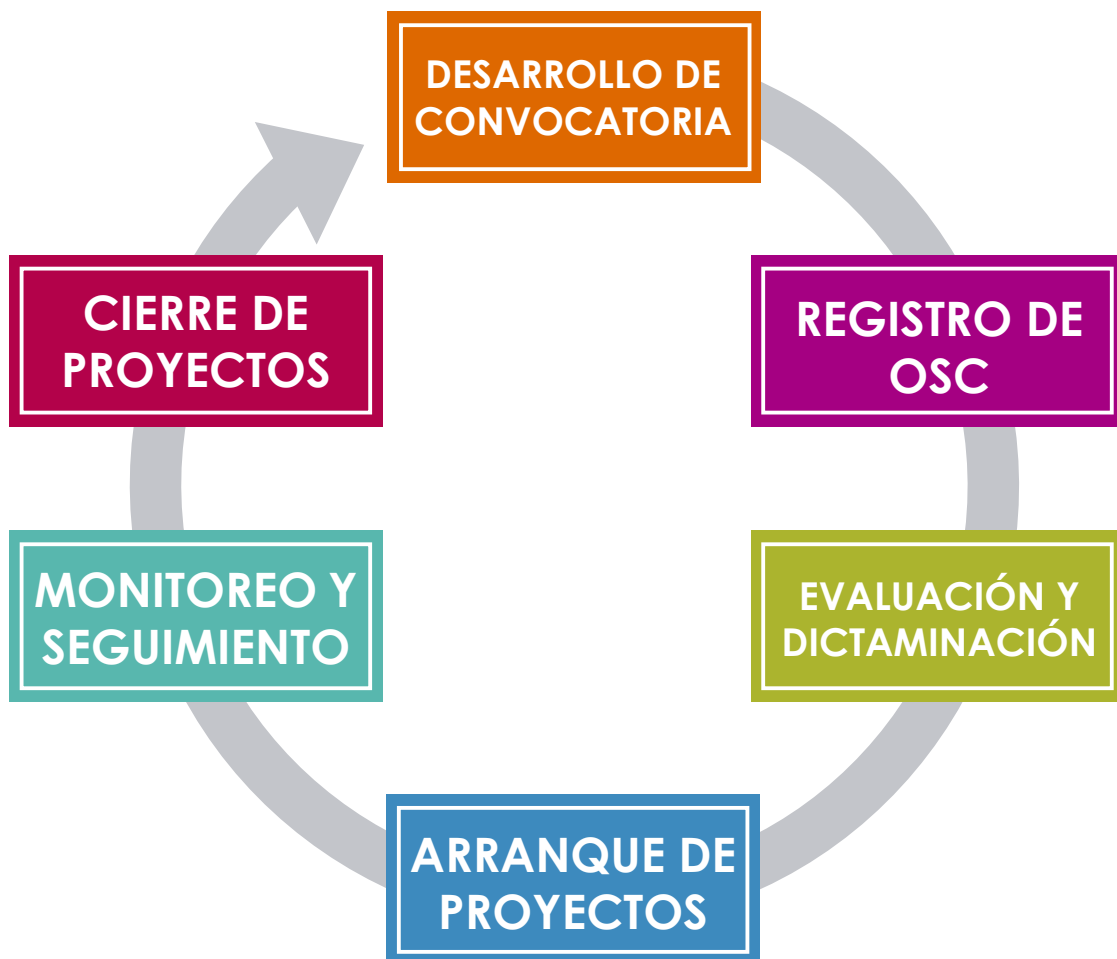 DESARROLLO DE
CONVOCATORIA
REGISTRO DE
OSC
EVALUACIÓN Y
DICTAMINACIÓN
ARRANQUE DE
PROYECTOS
MONITOREO Y
SEGUIMIENTO
CIERRE DE
PROYECTOS